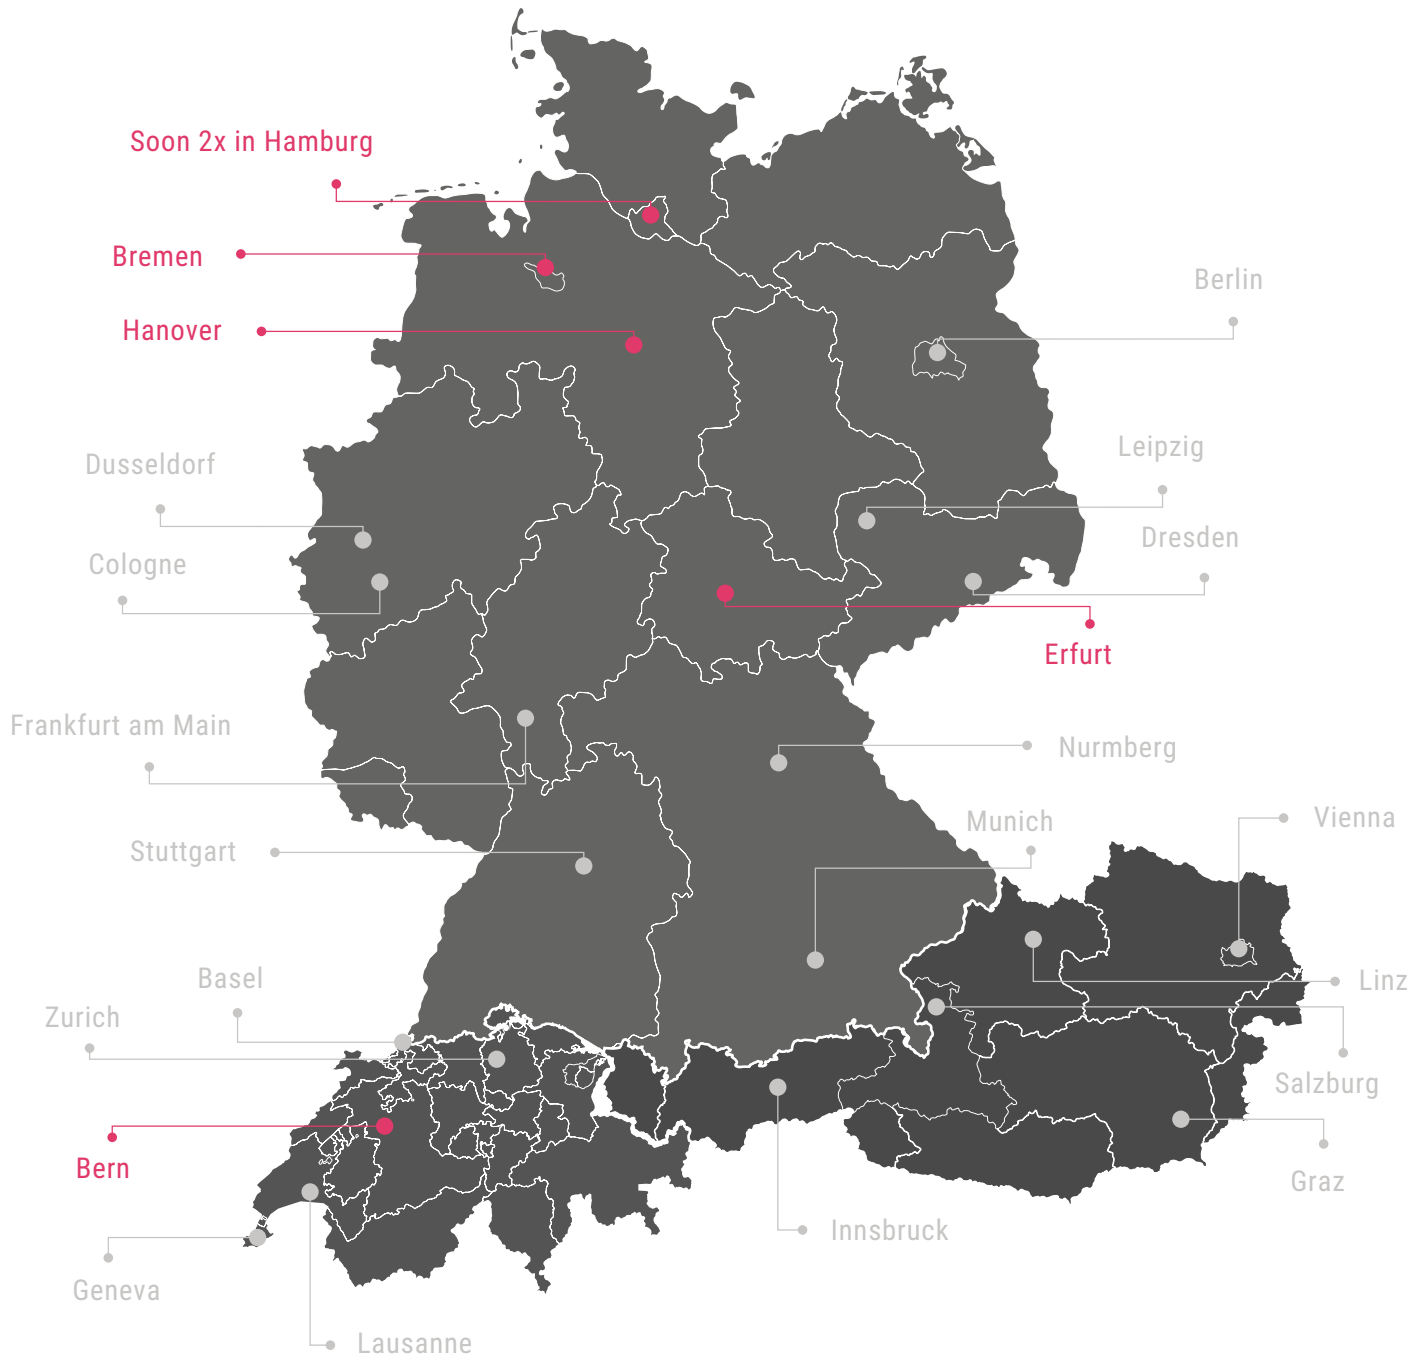 Soon 2x in Hamburg
Bremen
Berlin
Hanover
Leipzig
Dusseldorf
Dresden
Cologne
Erfurt
Frankfurt am Main
Nurmberg
Vienna
Munich
Stuttgart
Basel
Linz
Zurich
Salzburg
Bern
Graz
Innsbruck
Geneva
Lausanne